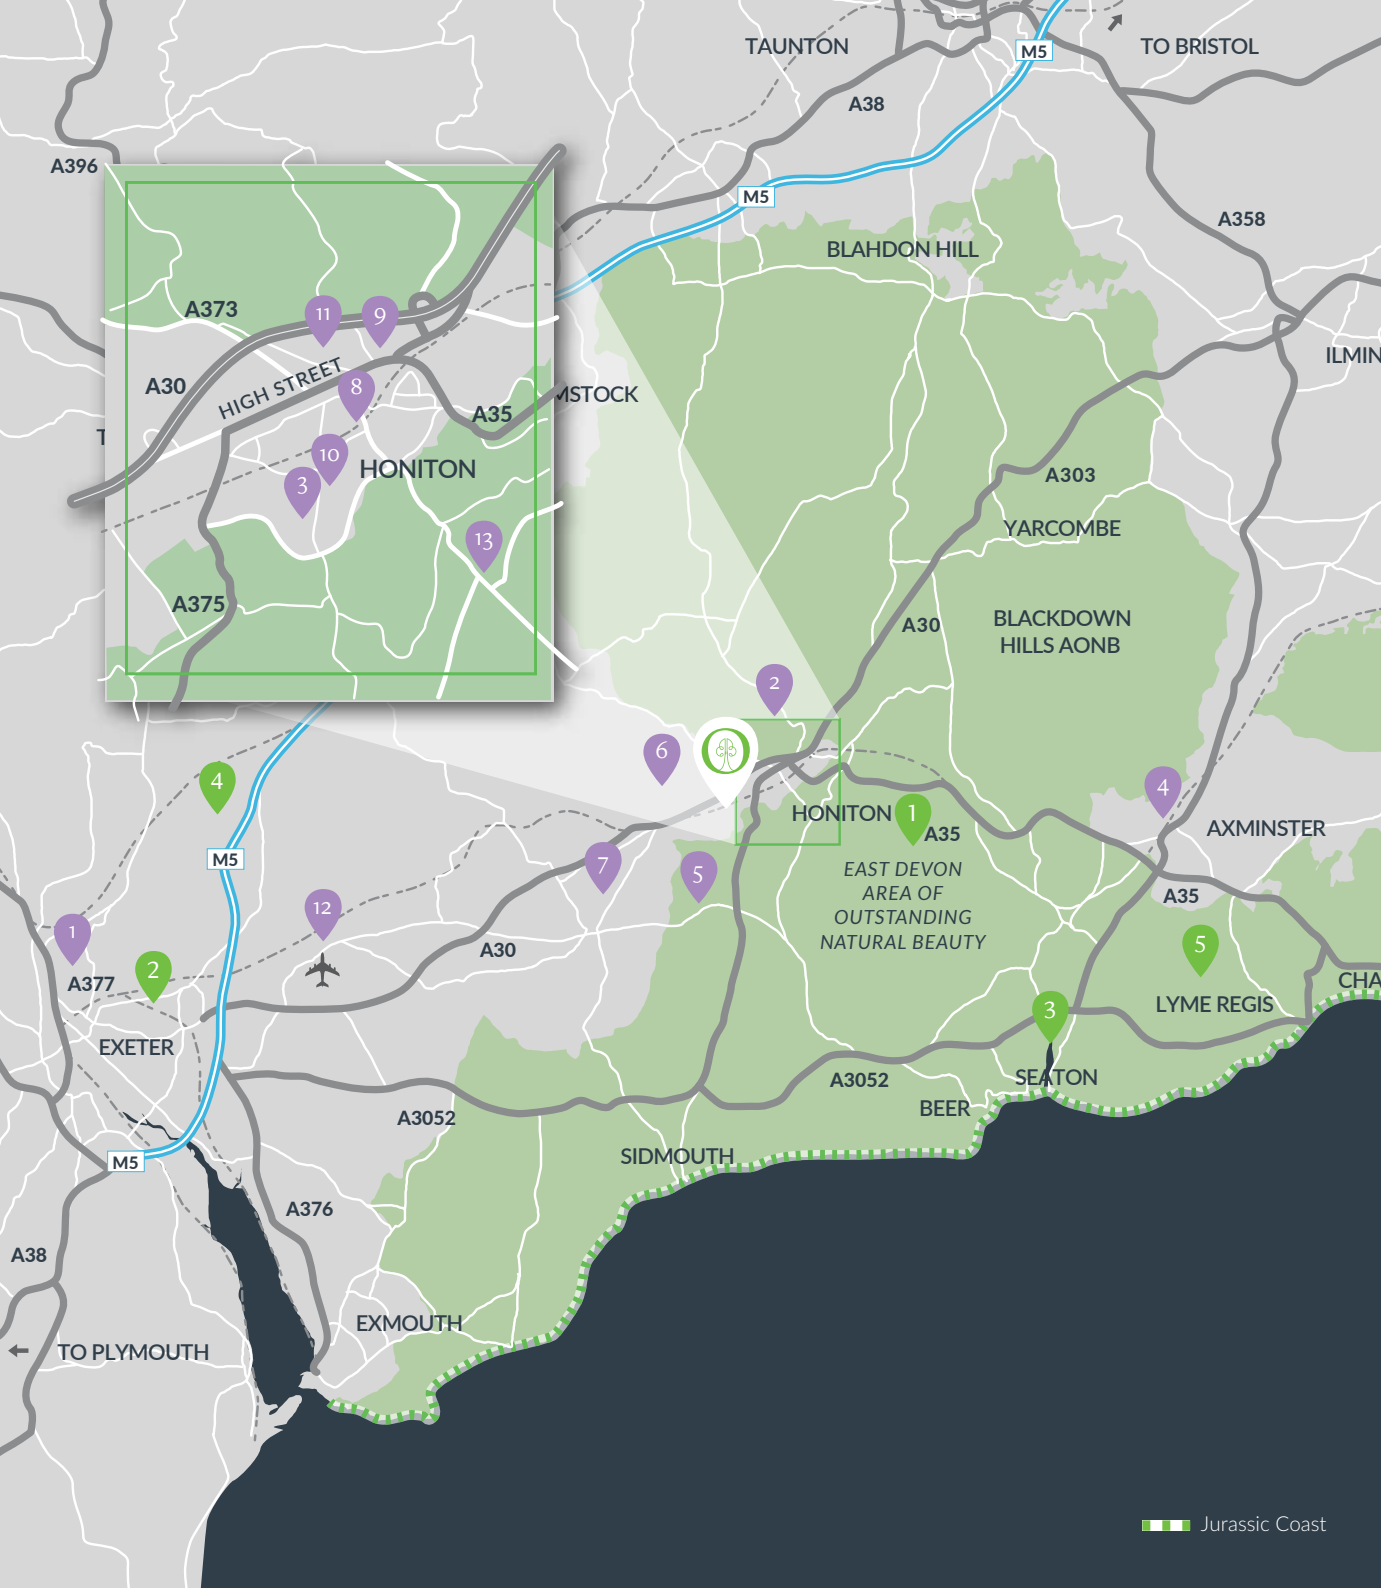 TAUNTON
M5
TO BRISTOL
A38
A396
M5
A358
BLAHDON HILL
A373
11
9
ILMIN
A30
HIGH STREET
8
MSTOCK
A35
T
10
HONITON
3
A303
YARCOMBE
13
A375
A30
BLACKDOWN
HILLS AONB
2
6
4
4
HONITON
1
A35
AXMINSTER
M5
7
5
EAST DEVON
AREA OF
OUTSTANDING
NATURAL BEAUTY
A35
12
1
A30
5
2
A377
CHA
LYME REGIS
3
EXETER
SEATON
A3052
BEER
A3052
SIDMOUTH
M5
A376
A38
EXMOUTH
TO PLYMOUTH
Jurassic Coast